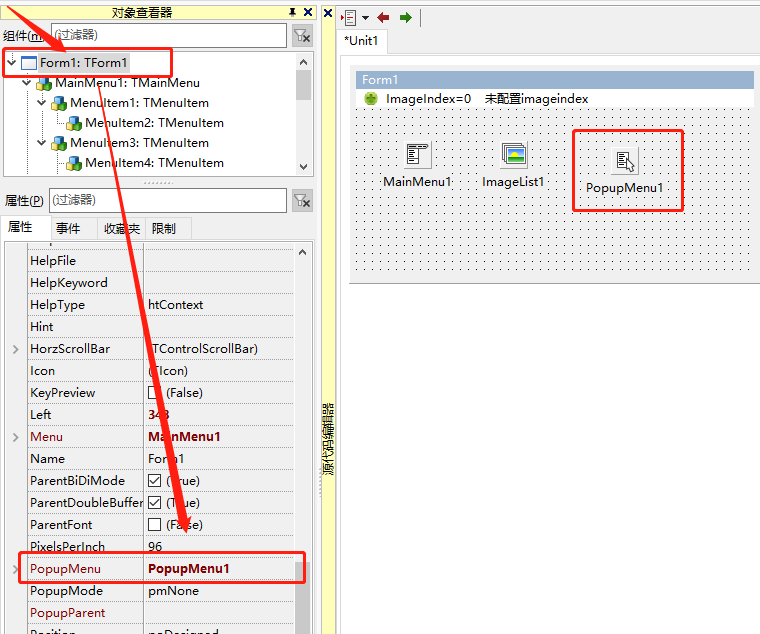 对象查看器
组件(m
(过滤器)
Form1: TForm1
MainMenu1: TMainMenu
MenuItem1: TMenuItem
MenuItem2: TMenuItem
MenuItem3: TMenuItem
MenuItem4: TMenuItem
属性(P)
(过滤器)
属性
事件
收藏夹
限制
HelpFile
HelpKeyword
HelpType htContext
Hint
HorzScrollBar (TControlScrollBar)
Icon (TIcon)
KeyPreview (False)
Left 343
Menu MainMenu1
Name Form1
ParentBiDiMode (True)
ParentDoubleBuffer (True)
ParentFont (False)
PixelsPerInch 96
PopupMenu PopupMenu1
PopupMode pmNone
PopupParent
Position poDesigned
源代码编辑器
*Unit1
Form1
ImageIndex=0 未配置imageindex
MainMenu1
ImageList1
PopupMenu1